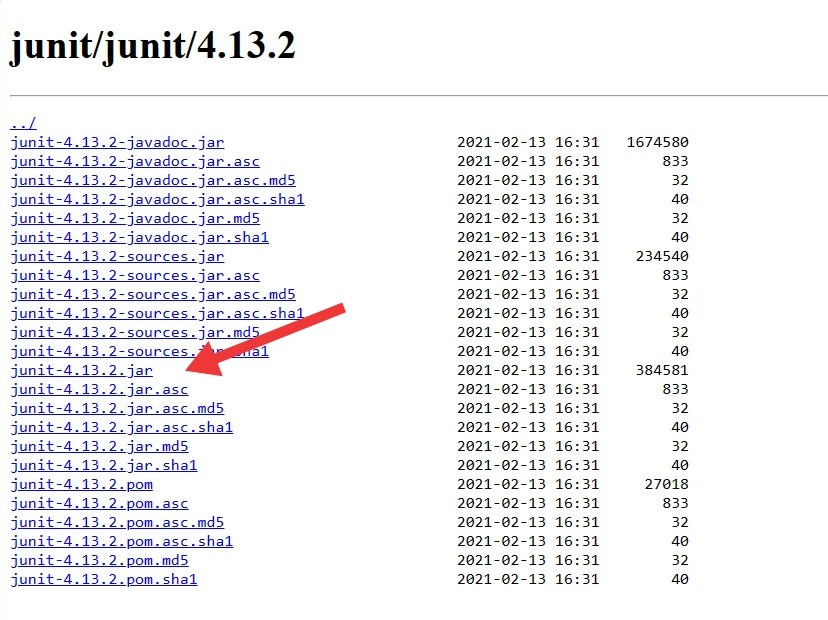 junit/junit/4.13.2
../
junit-4.13.2-javadoc.jar 2021-02-13 16:31 1674580
junit-4.13.2-javadoc.jar.asc 2021-02-13 16:31 833
junit-4.13.2-javadoc.jar.asc.md5 2021-02-13 16:31 32
junit-4.13.2-javadoc.jar.asc.sha1 2021-02-13 16:31 40
junit-4.13.2-javadoc.jar.md5 2021-02-13 16:31 32
junit-4.13.2-javadoc.jar.sha1 2021-02-13 16:31 40
junit-4.13.2-sources.jar 2021-02-13 16:31 234540
junit-4.13.2-sources.jar.asc 2021-02-13 16:31 833
junit-4.13.2-sources.jar.asc.md5 2021-02-13 16:31 32
junit-4.13.2-sources.jar.asc.sha1 2021-02-13 16:31 40
junit-4.13.2-sources.jar.md5 2021-02-13 16:31 32
junit-4.13.2-sources.jar.sha1 2021-02-13 16:31 40
junit-4.13.2.jar 2021-02-13 16:31 384581
junit-4.13.2.jar.asc 2021-02-13 16:31 833
junit-4.13.2.jar.asc.md5 2021-02-13 16:31 32
junit-4.13.2.jar.asc.sha1 2021-02-13 16:31 40
junit-4.13.2.jar.md5 2021-02-13 16:31 32
junit-4.13.2.jar.sha1 2021-02-13 16:31 40
junit-4.13.2.pom 2021-02-13 16:31 27018
junit-4.13.2.pom.asc 2021-02-13 16:31 833
junit-4.13.2.pom.asc.md5 2021-02-13 16:31 32
junit-4.13.2.pom.asc.sha1 2021-02-13 16:31 40
junit-4.13.2.pom.md5 2021-02-13 16:31 32
junit-4.13.2.pom.sha1 2021-02-13 16:31 40